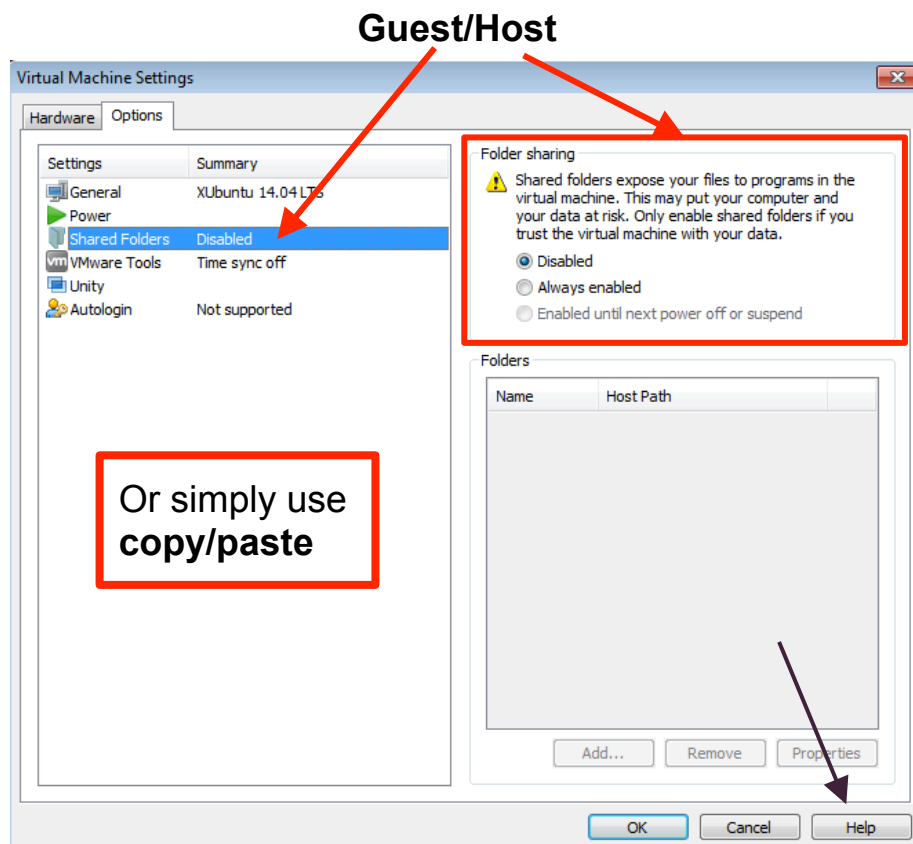 Guest/Host
Virtual Machine Settings
Hardware Options
Settings Summary
General XUbuntu 14.04 LTS
Power
Shared Folders Disabled
vm VMware Tools Time sync off
Unity
Autologin Not supported
Or simply use
copy/paste
Folder sharing
Shared folders expose your files to programs in the
virtual machine. This may put your computer and
your data at risk. Only enable shared folders if you
trust the virtual machine with your data.
Disabled
Always enabled
Enabled until next power off or suspend
Folders
Name Host Path
Add... Remove Properties
OK Cancel Help